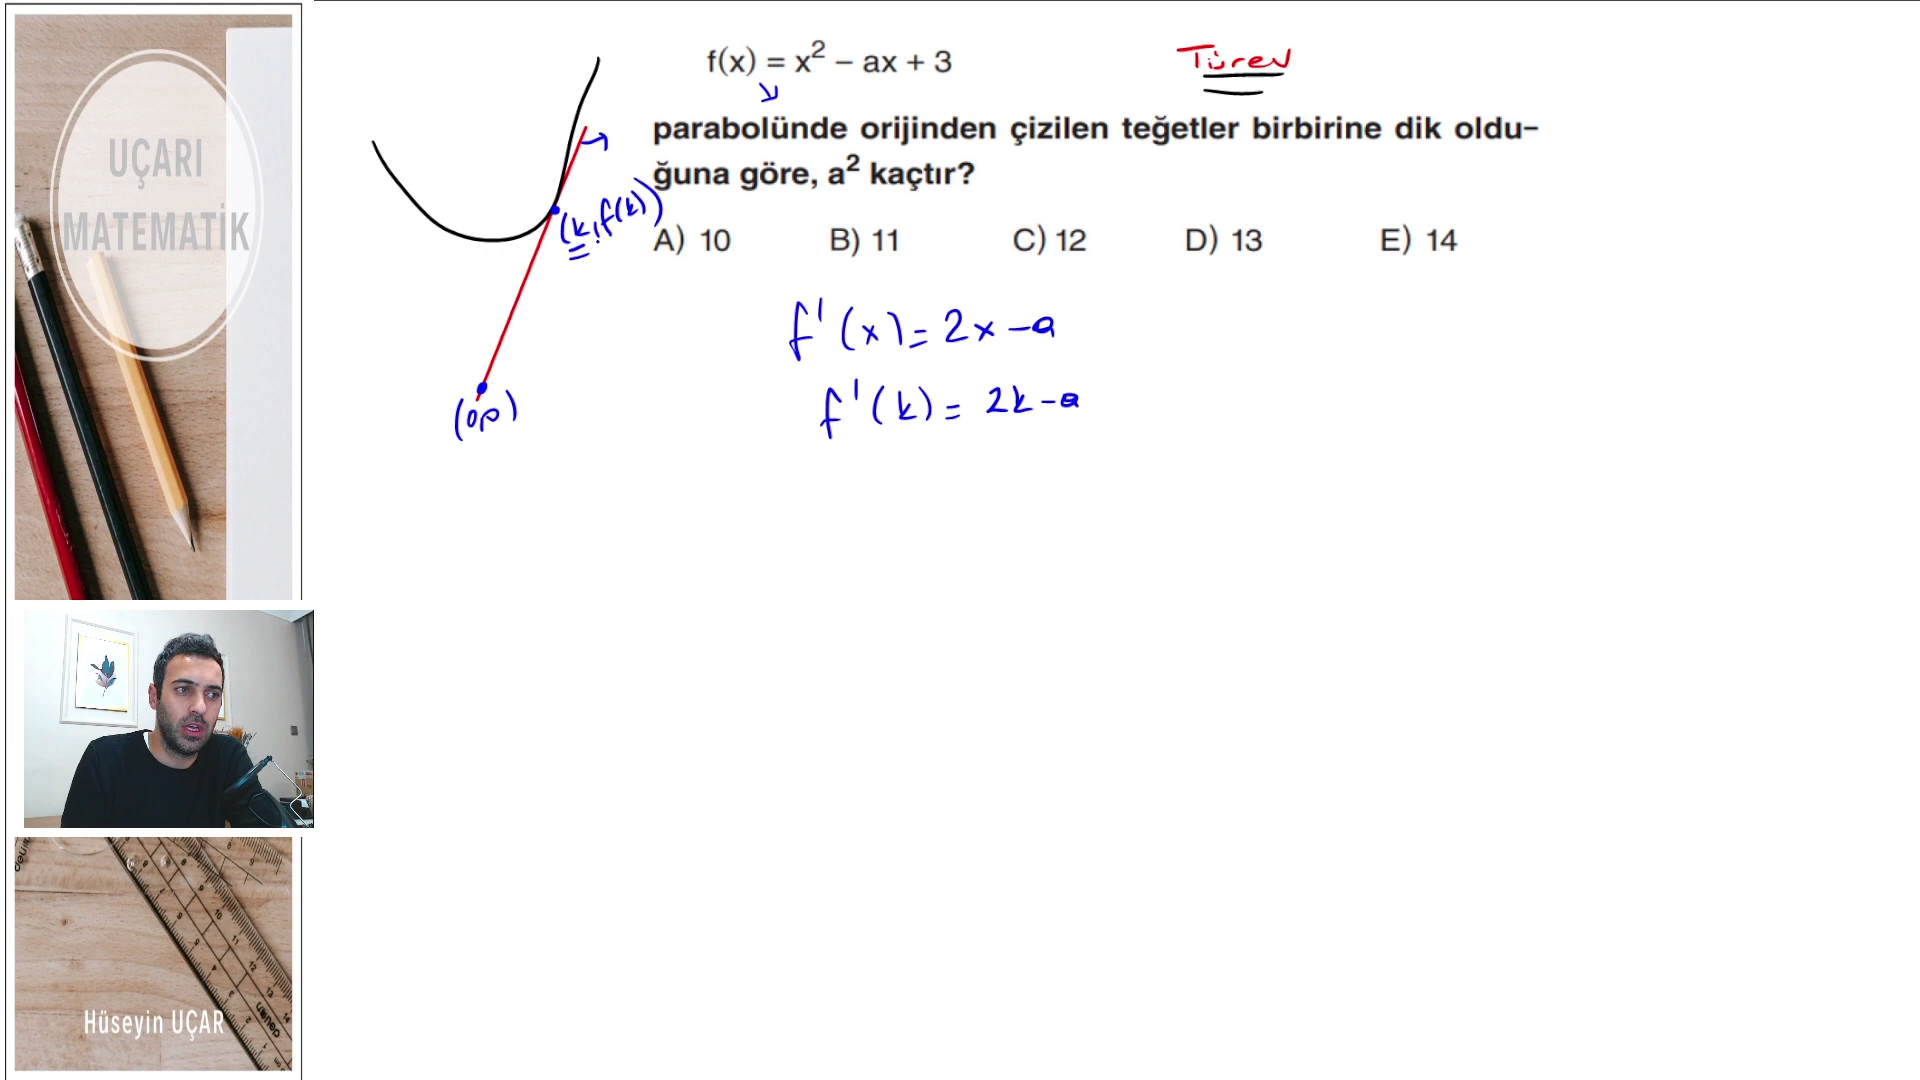 UÇARI
MATEMATİK
f(x) = x² – ax + 3
Türev
parabolünde orijinden çizilen teğetler birbirine dik oldu-
ğuna göre, a² kaçtır?
A) 10 B) 11 C) 12 D) 13 E) 14
(k, f(k))
(0,0)
f'(x) = 2x – a
f'(k) = 2k – a
Hüseyin UÇAR